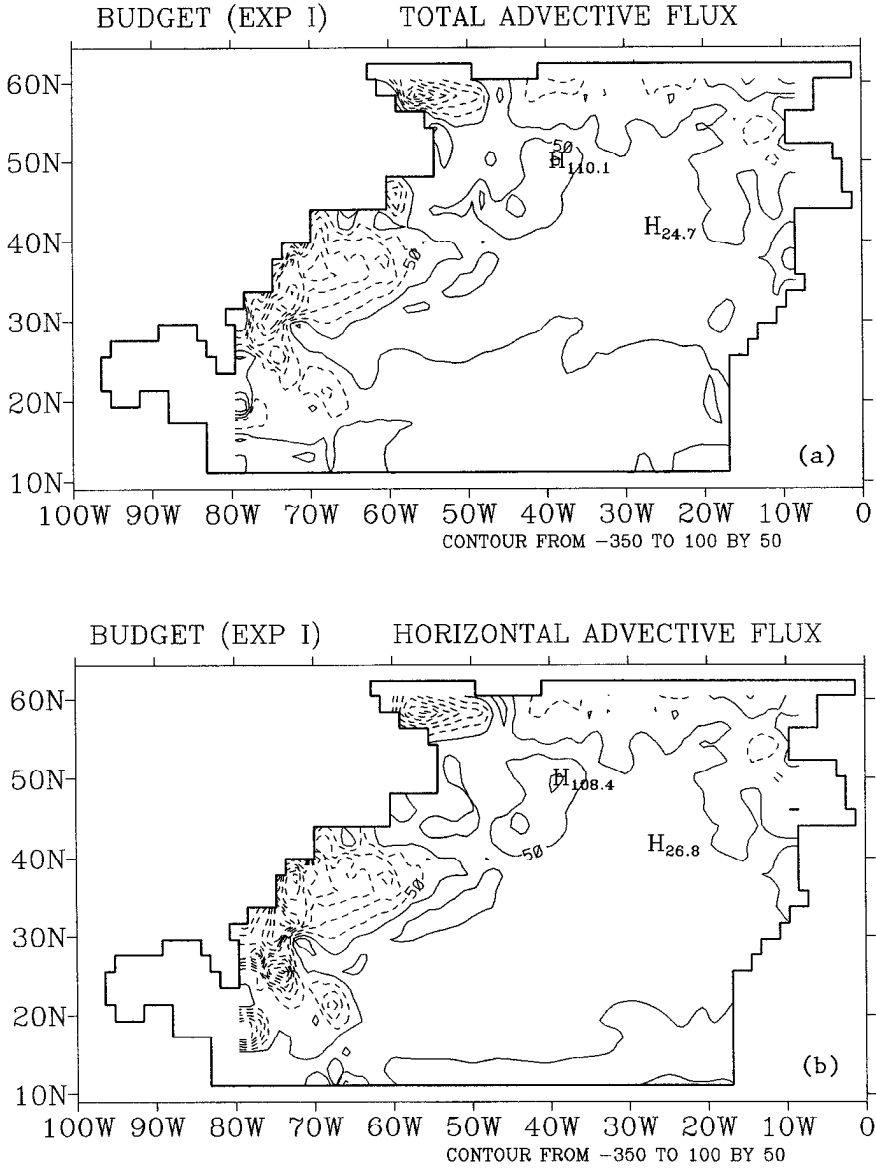 BUDGET (EXP I) TOTAL ADVECTIVE FLUX
60N
50N
40N
30N
20N
10N
50
H110.1
H24.7
50
(a)
100W 90W 80W 70W 60W 50W 40W 30W 20W 10W 0
CONTOUR FROM -350 TO 100 BY 50
BUDGET (EXP I) HORIZONTAL ADVECTIVE FLUX
60N
50N
40N
30N
20N
10N
H108.4
50
H26.8
50
(b)
100W 90W 80W 70W 60W 50W 40W 30W 20W 10W 0
CONTOUR FROM -350 TO 100 BY 50